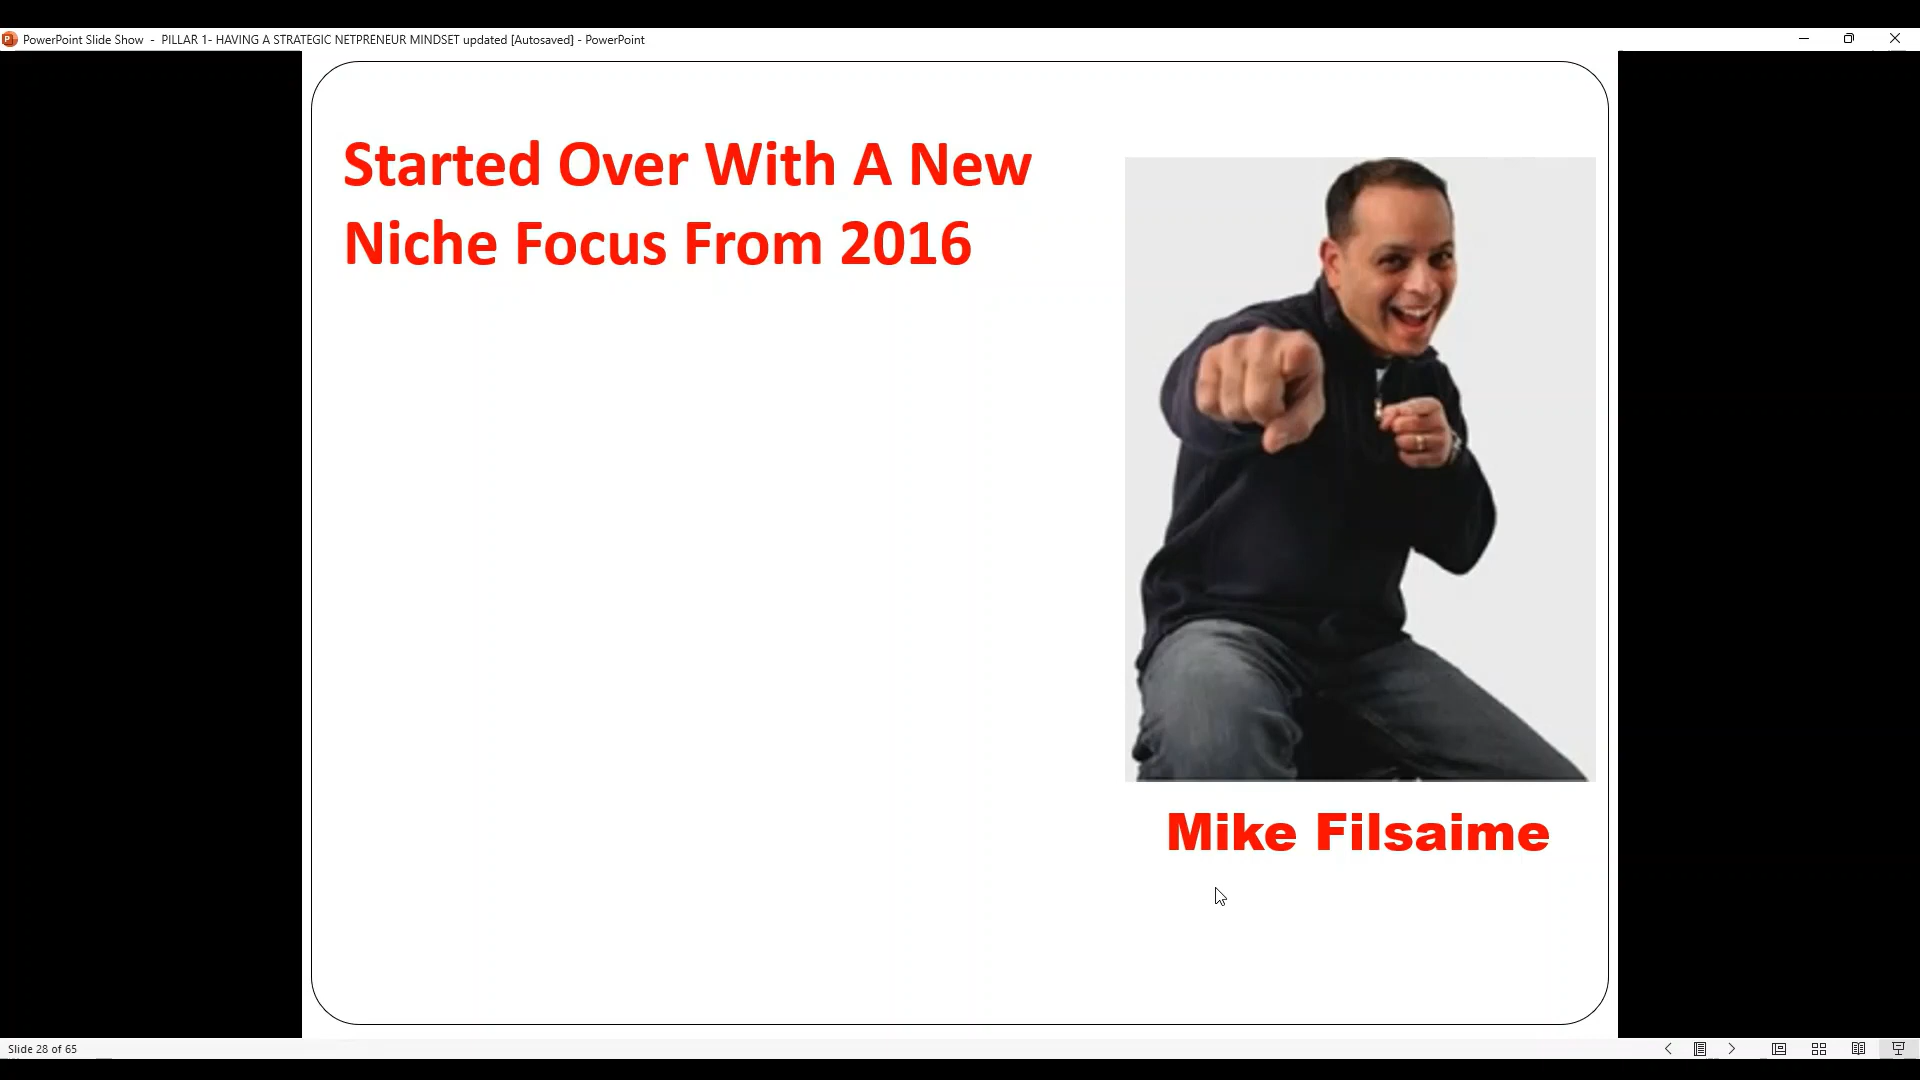 PowerPoint Slide Show - PILLAR 1- HAVING A STRATEGIC NETPRENEUR MINDSET updated [Autosaved] - PowerPoint
Started Over With A New
Niche Focus From 2016
Mike Filsaime
Slide 28 of 65